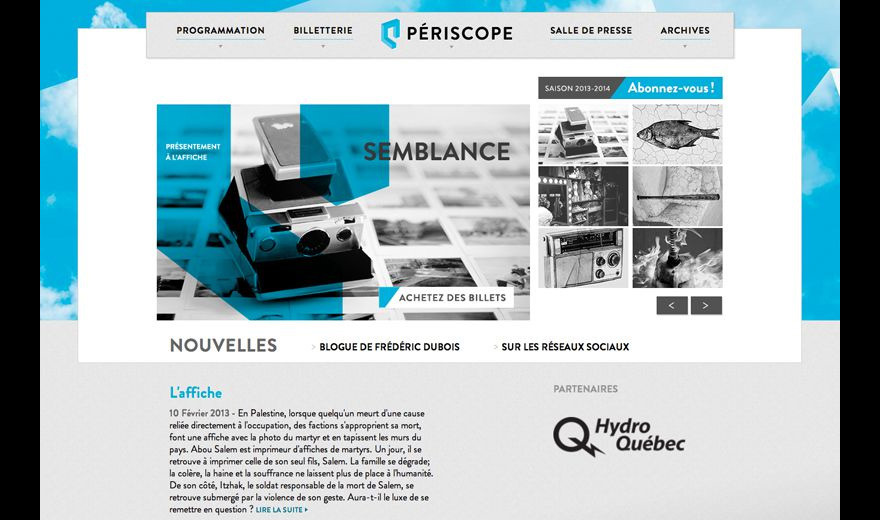 PROGRAMMATION
BILLETTERIE
PÉRISCOPE
SALLE DE PRESSE
ARCHIVES
SAISON 2013-2014
Abonnez-vous !
PRÉSENTEMENT
À L'AFFICHE
SEMBLANCE
ACHETEZ DES BILLETS
< >
NOUVELLES
> BLOGUE DE FRÉDÉRIC DUBOIS
> SUR LES RÉSEAUX SOCIAUX
L'affiche
10 Février 2013 - En Palestine, lorsque quelqu'un meurt d'une cause
reliée directement à l'occupation, des factions s'approprient sa mort,
font une affiche avec la photo du martyr et en tapissent les murs du
pays. Abou Salem est imprimeur d'affiches de martyrs. Un jour, il se
retrouve à imprimer celle de son seul fils, Salem. La famille se dégrade;
la colère, la haine et la souffrance ne laissent plus de place à l'humanité.
De son côté, Itzhak, le soldat responsable de la mort de Salem, se
retrouve submergé par la violence de son geste. Aura-t-il le luxe de se
remettre en question ? LIRE LA SUITE
PARTENAIRES
Hydro
Québec